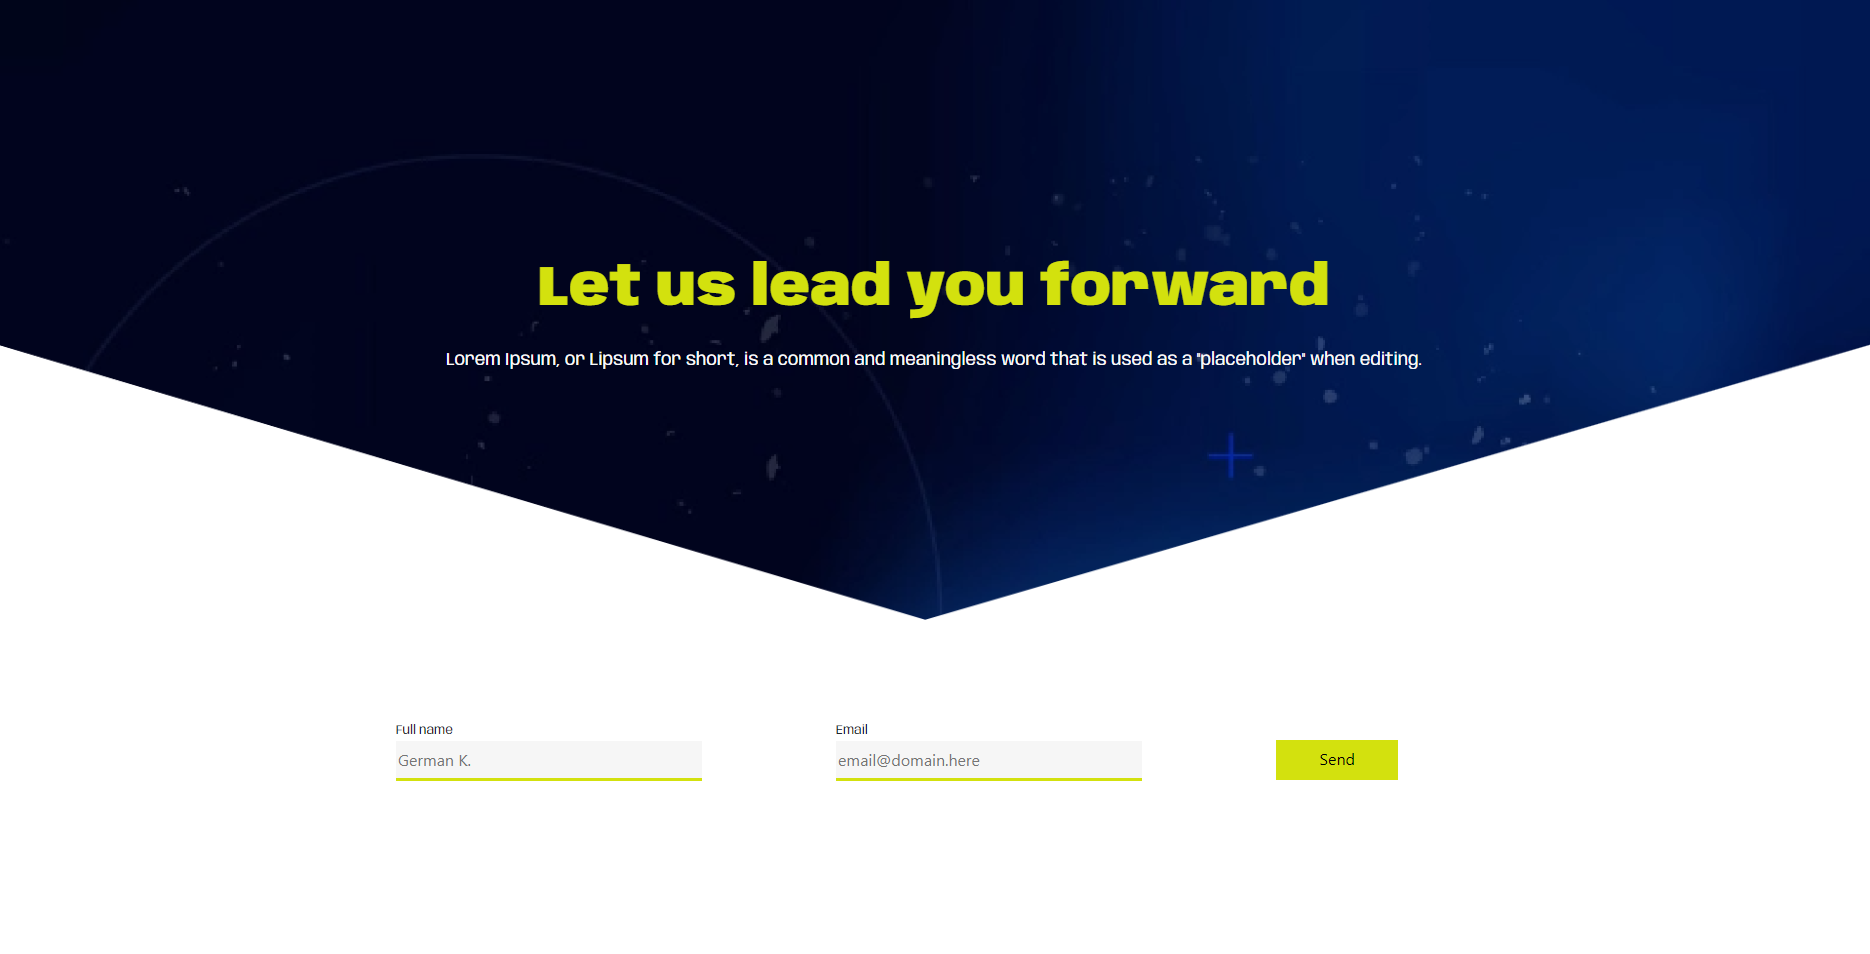 Let us lead you forward
Lorem Ipsum, or Lipsum for short, is a common and meaningless word that is used as a "placeholder" when editing.
Full name
Email
German K.
email@domain.here
Send